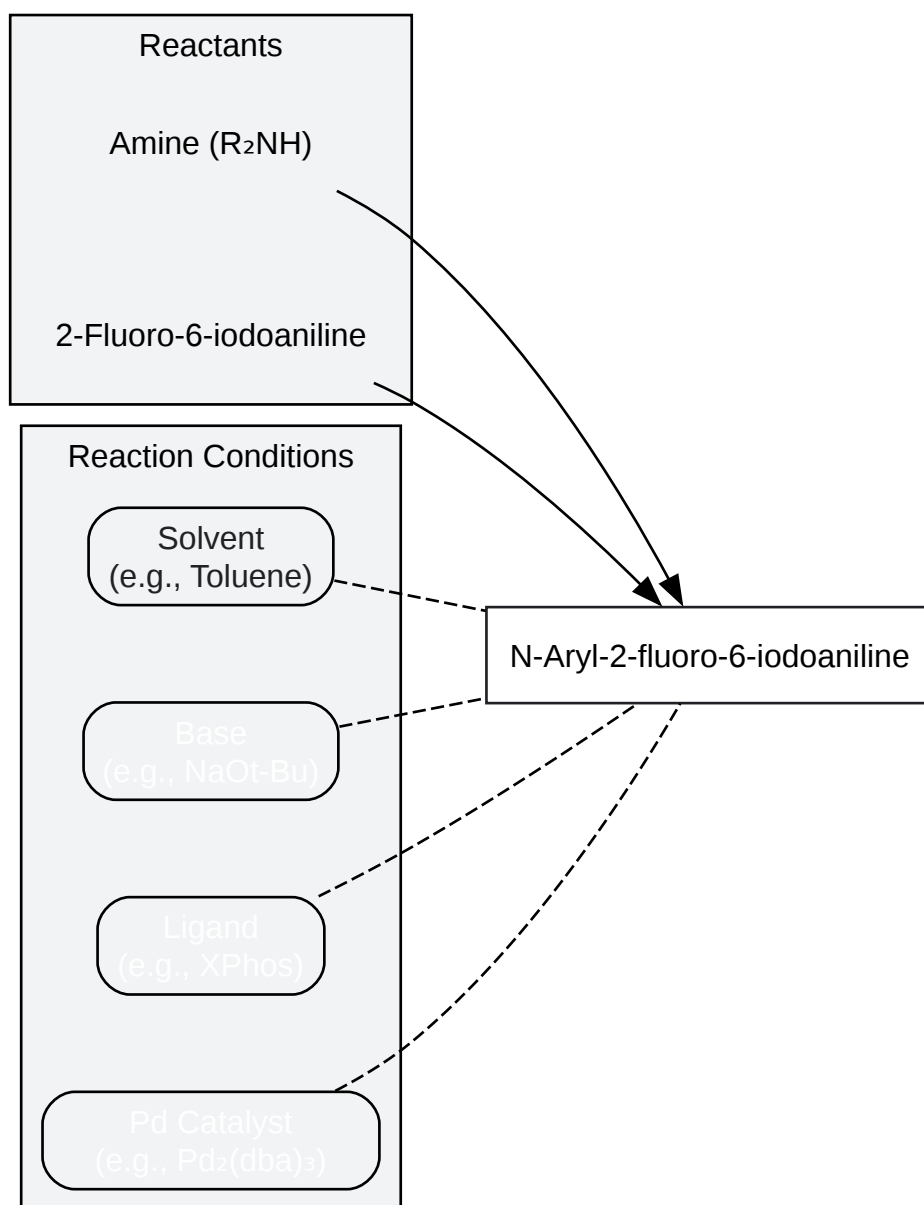 Reactants
Amine (R₂NH)
2-Fluoro-6-iodoaniline
Reaction Conditions
Solvent
(e.g., Toluene)
N-Aryl-2-fluoro-6-iodoaniline
Base
(e.g., NaOt-Bu)
Ligand
(e.g., XPhos)
Pd Catalyst
(e.g., Pd₂(dba)₃)